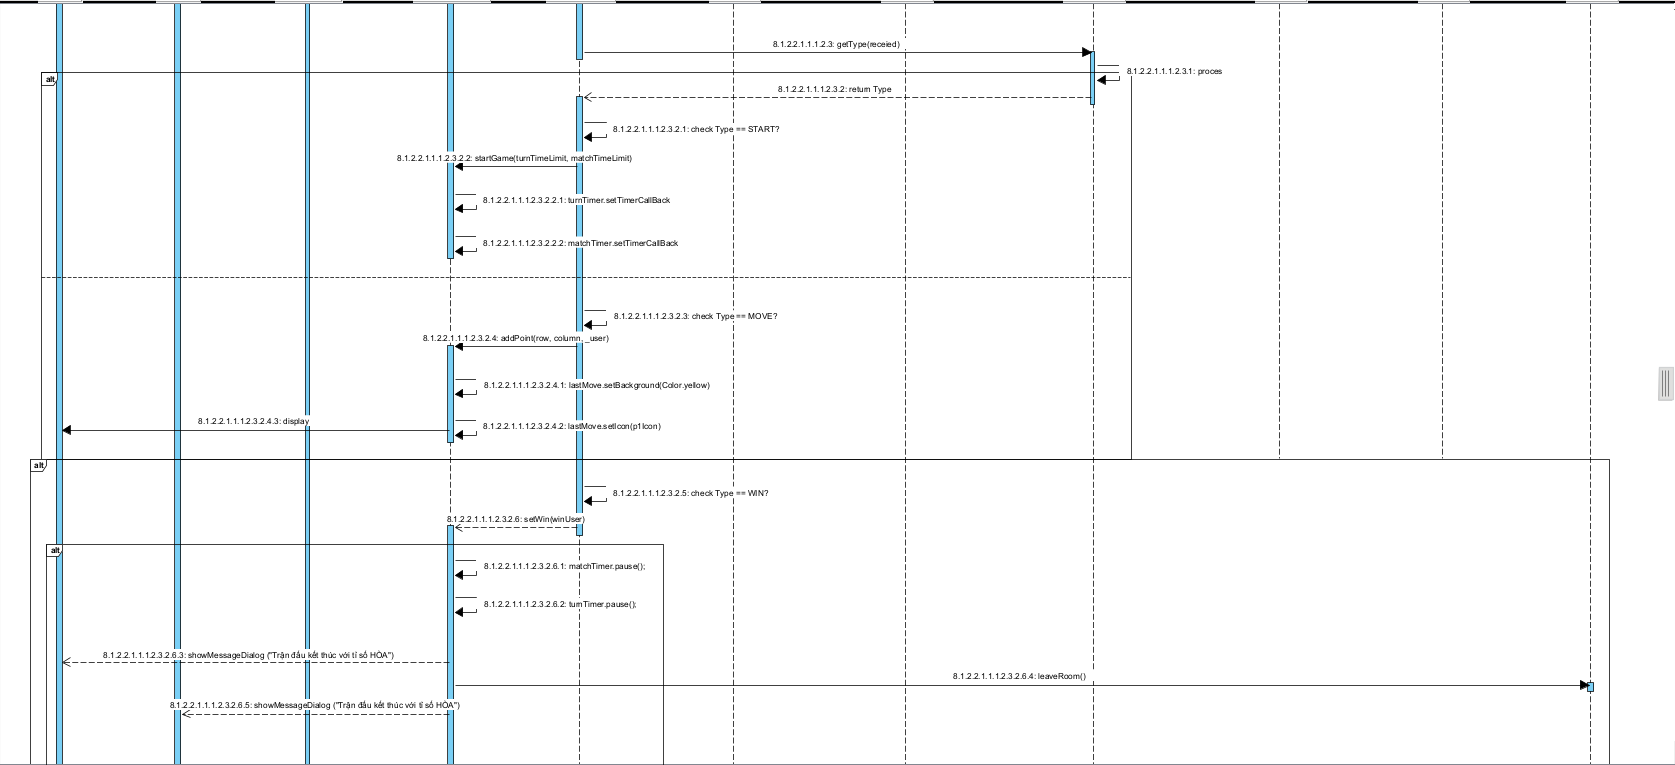 8.1.2.2.1.1.1.2.3: getType(receied)
alt
8.1.2.2.1.1.1.2.3.1: proces
8.1.2.2.1.1.1.2.3.2: return Type
8.1.2.2.1.1.1.2.3.2.1: check Type == START?
8.1.2.2.1.1.1.2.3.2.2: startGame(turnTimeLimit, matchTimeLimit)
8.1.2.2.1.1.1.2.3.2.2.1: turnTimer.setTimerCallBack
8.1.2.2.1.1.1.2.3.2.2.2: matchTimer.setTimerCallBack
8.1.2.2.1.1.1.2.3.2.3: check Type == MOVE?
8.1.2.2.1.1.1.2.3.2.4: addPoint(row, column, _user)
8.1.2.2.1.1.1.2.3.2.4.1: lastMove.setBackground(Color.yellow)
8.1.2.2.1.1.1.2.3.2.4.3: display
8.1.2.2.1.1.1.2.3.2.4.2: lastMove.setIcon(p1Icon)
alt
8.1.2.2.1.1.1.2.3.2.5: check Type == WIN?
8.1.2.2.1.1.1.2.3.2.6: setWin(winUser)
alt
8.1.2.2.1.1.1.2.3.2.6.1: matchTimer.pause();
8.1.2.2.1.1.1.2.3.2.6.2: turnTimer.pause();
8.1.2.2.1.1.1.2.3.2.6.3: showMessageDialog ("Trận đấu kết thúc với tỉ số HÒA")
8.1.2.2.1.1.1.2.3.2.6.4: leaveRoom()
8.1.2.2.1.1.1.2.3.2.6.5: showMessageDialog ("Trận đấu kết thúc với tỉ số HÒA")